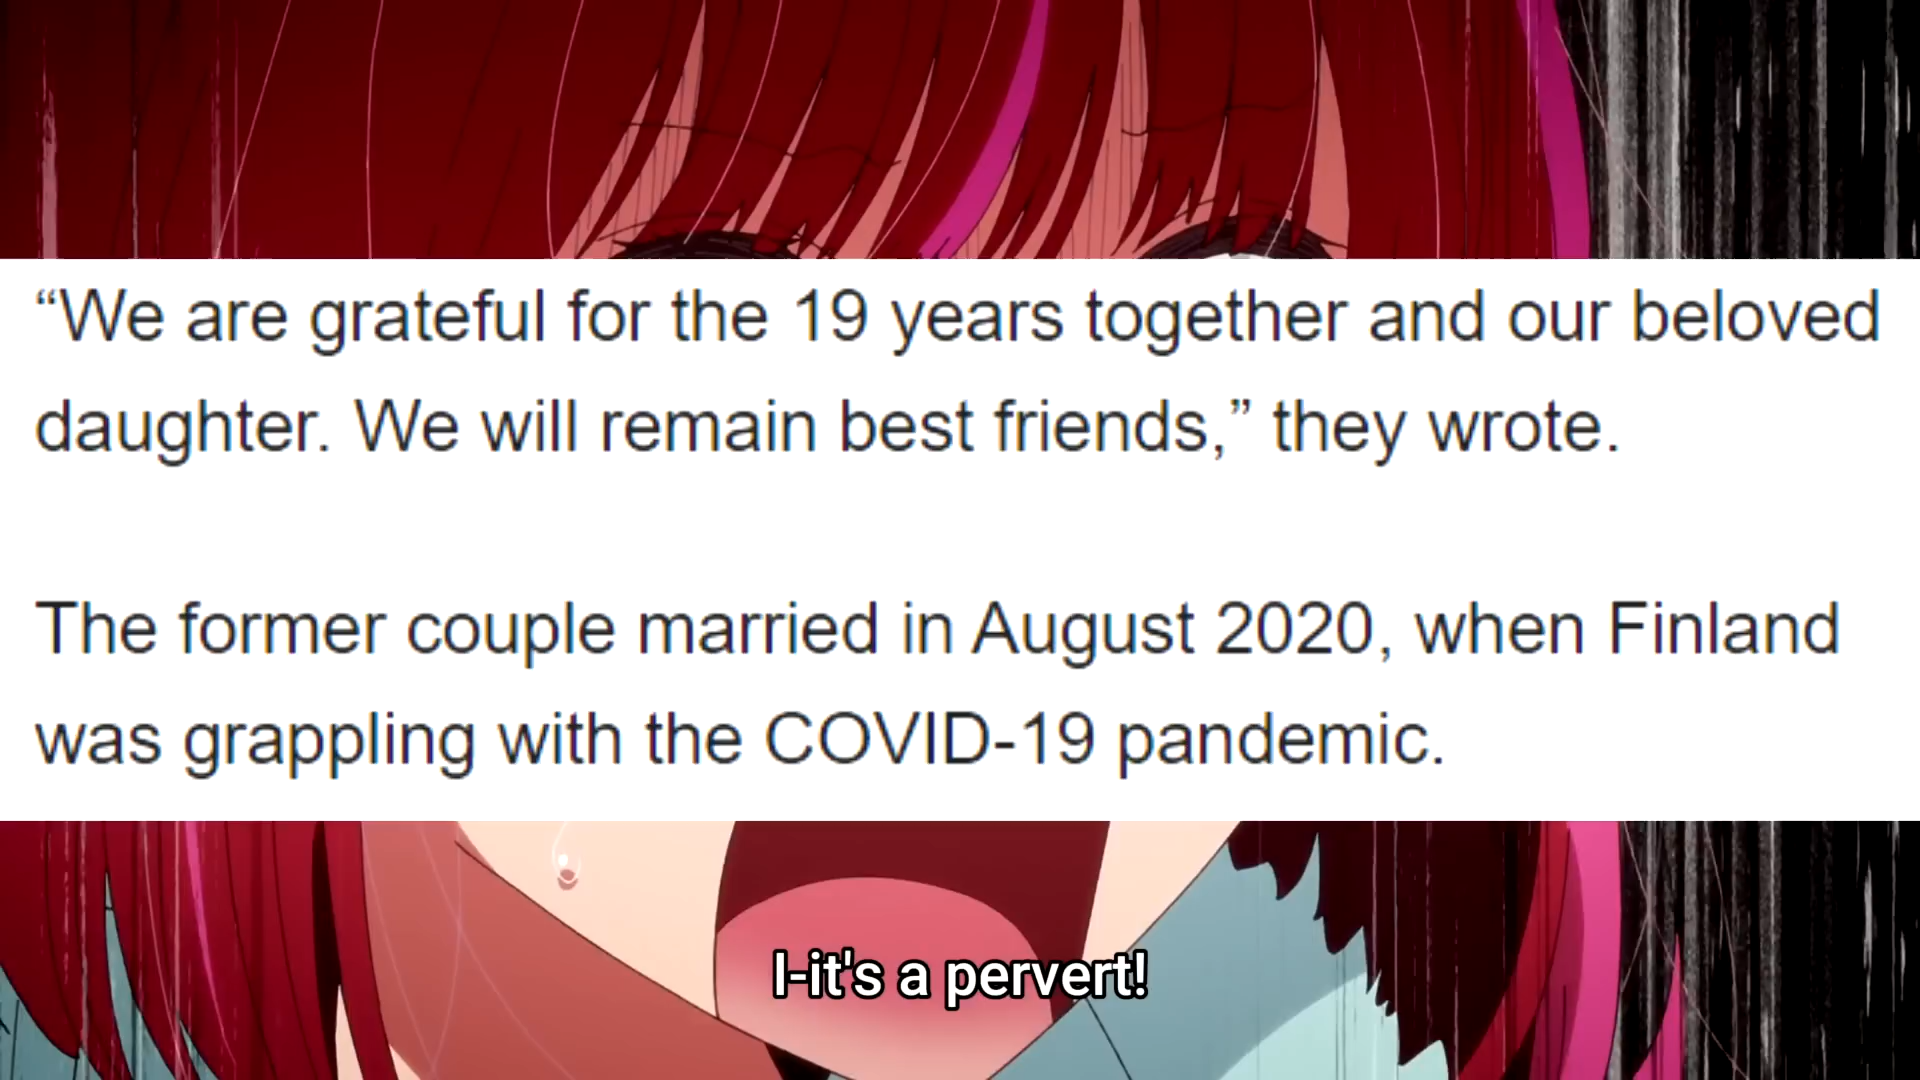 “We are grateful for the 19 years together and our beloved
daughter. We will remain best friends,” they wrote.
The former couple married in August 2020, when Finland
was grappling with the COVID-19 pandemic.
I-it's a pervert!